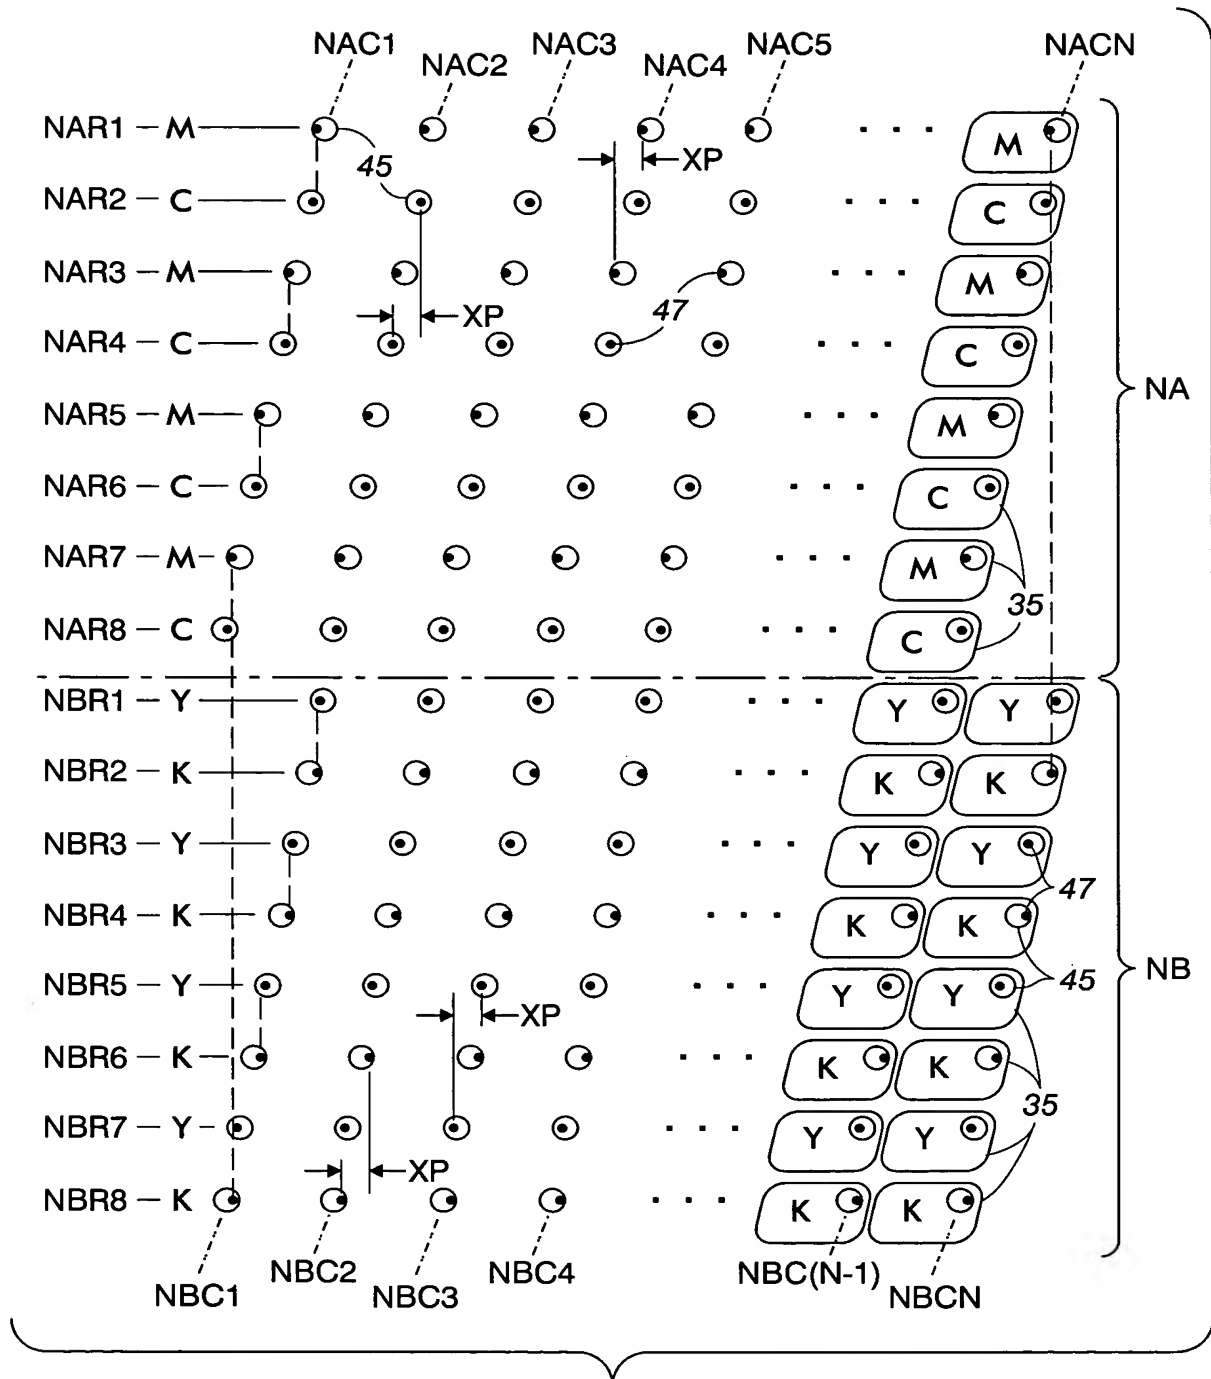 NAC1 NAC2 NAC3 NAC4 NAC5 NACN
NAR1 – M M
45 XP
NAR2 – C C
NAR3 – M M
XP 47
NAR4 – C C
NA
NAR5 – M M
NAR6 – C C
NAR7 – M M
35
NAR8 – C C
NBR1 – Y Y Y
NBR2 – K K K
NBR3 – Y Y Y
47
NBR4 – K K K
NB
45
NBR5 – Y Y Y
XP
NBR6 – K K K
35
NBR7 – Y Y Y
XP
NBR8 – K K K
NBC1 NBC2 NBC3 NBC4 NBC(N-1) NBCN